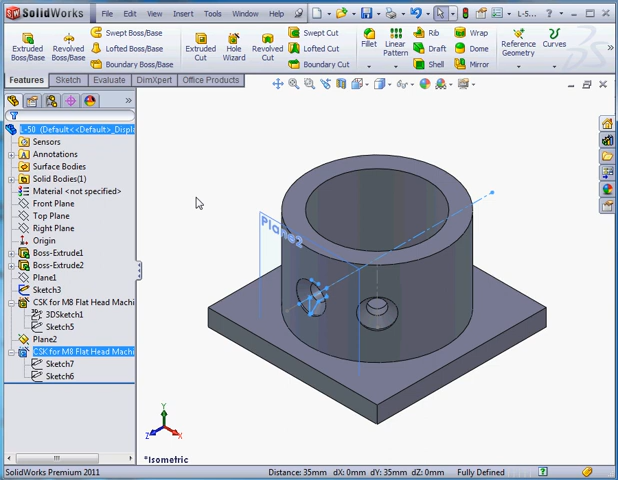 SolidWorks File Edit View Insert Tools Window Help L-5...
Extruded Boss/Base Revolved Boss/Base Swept Boss/Base Lofted Boss/Base Boundary Boss/Base Extruded Cut Hole Wizard Revolved Cut Swept Cut Lofted Cut Boundary Cut Fillet Linear Pattern Rib Draft Shell Wrap Dome Mirror Reference Geometry Curves
Features Sketch Evaluate DimXpert Office Products
L-50 (Default<<Default>_Displ
Sensors
Annotations
Surface Bodies
Solid Bodies(1)
Material <not specified>
Front Plane
Top Plane
Right Plane
Origin
Boss-Extrude1
Boss-Extrude2
Plane1
Sketch3
CSK for M8 Flat Head Machi
3DSketch1
Sketch5
Plane2
CSK for M8 Flat Head Machi
Sketch7
Sketch6
Plane2
Y
Z
X
*Isometric
SolidWorks Premium 2011 Distance: 35mm dX: 0mm dY: 35mm dZ: 0mm Fully Defined